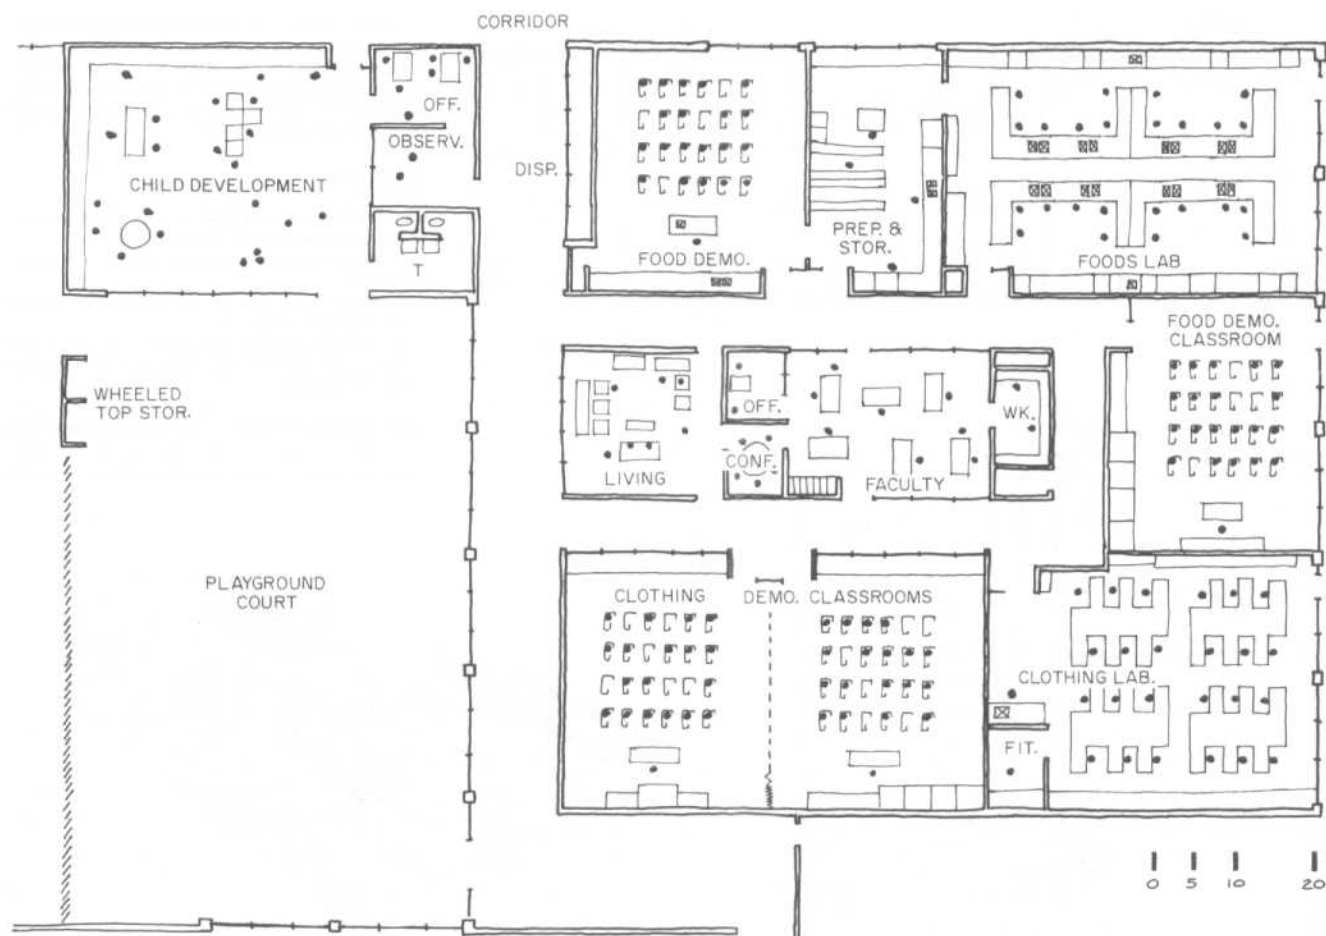 CORRIDOR
OFF.
OBSERV.
DISP.
CHILD DEVELOPMENT
T
FOOD DEMO.
PREP. &
STOR.
FOODS LAB
FOOD DEMO.
CLASSROOM
WHEELED
TOP STOR.
OFF.
WK.
CONF.
LIVING
FACULTY
PLAYGROUND
COURT
CLOTHING
DEMO.
CLASSROOMS
CLOTHING LAB.
FIT.
0 5 10 20